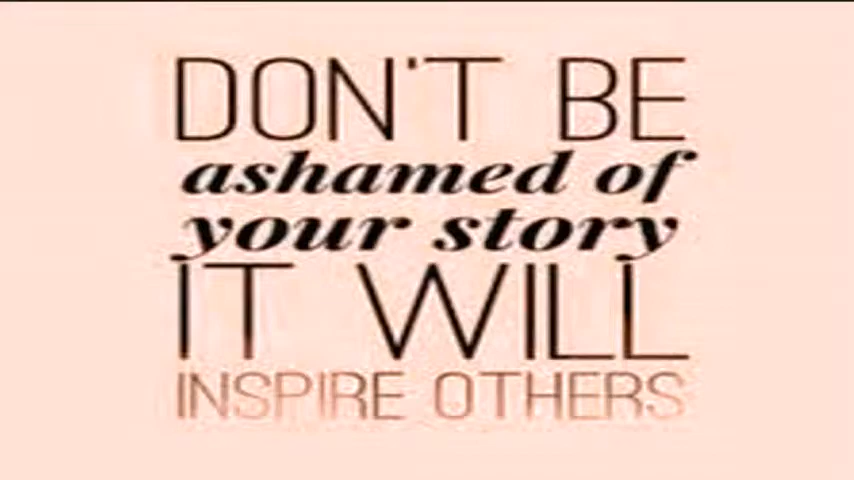 DON'T BE
ashamed of
your story
IT WILL
INSPIRE OTHERS